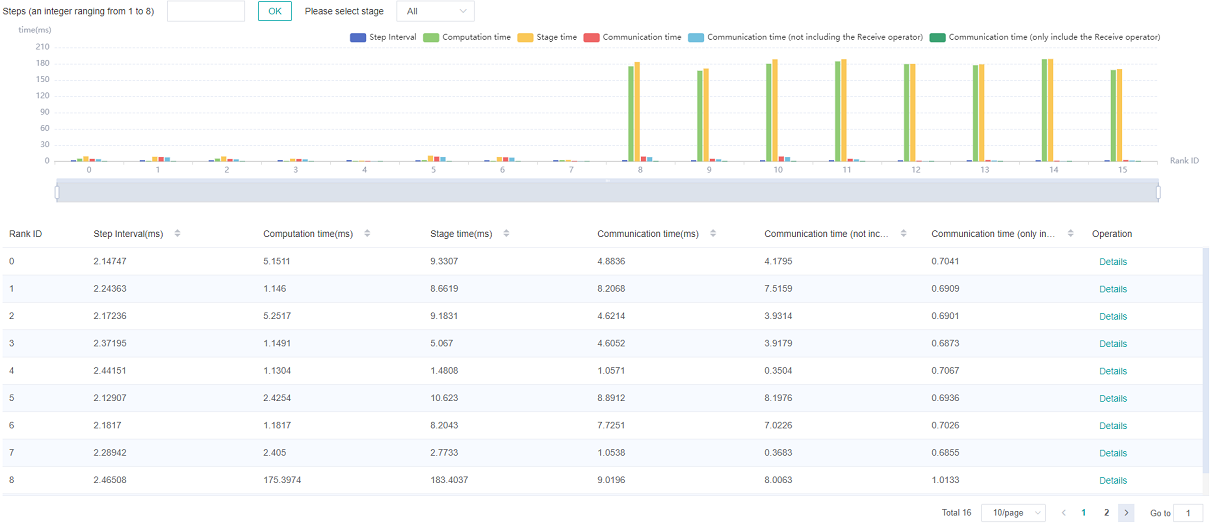 Steps (an integer ranging from 1 to 8) OK Please select stage All
time(ms)
Step Interval Computation time Stage time Communication time Communication time (not including the Receive operator) Communication time (only include the Receive operator)
210
180
150
120
90
60
30
0
Rank ID
0 1 2 3 4 5 6 7 8 9 10 11 12 13 14 15
Rank ID Step Interval(ms) Computation time(ms) Stage time(ms) Communication time(ms) Communication time (not inc... Communication time (only in... Operation
0 2.14747 5.1511 9.3307 4.8836 4.1795 0.7041 Details
1 2.24363 1.146 8.6619 8.2068 7.5159 0.6909 Details
2 2.17236 5.2517 9.1831 4.6214 3.9314 0.6901 Details
3 2.37195 1.1491 5.067 4.6052 3.9179 0.6873 Details
4 2.44151 1.1304 1.4808 1.0571 0.3504 0.7067 Details
5 2.12907 2.4254 10.623 8.8912 8.1976 0.6936 Details
6 2.1817 1.1817 8.2043 7.7251 7.0226 0.7026 Details
7 2.28942 2.405 2.7733 1.0538 0.3683 0.6855 Details
8 2.46508 175.3974 183.4037 9.0196 8.0063 1.0133 Details
Total 16 10/page 1 2 Go to 1